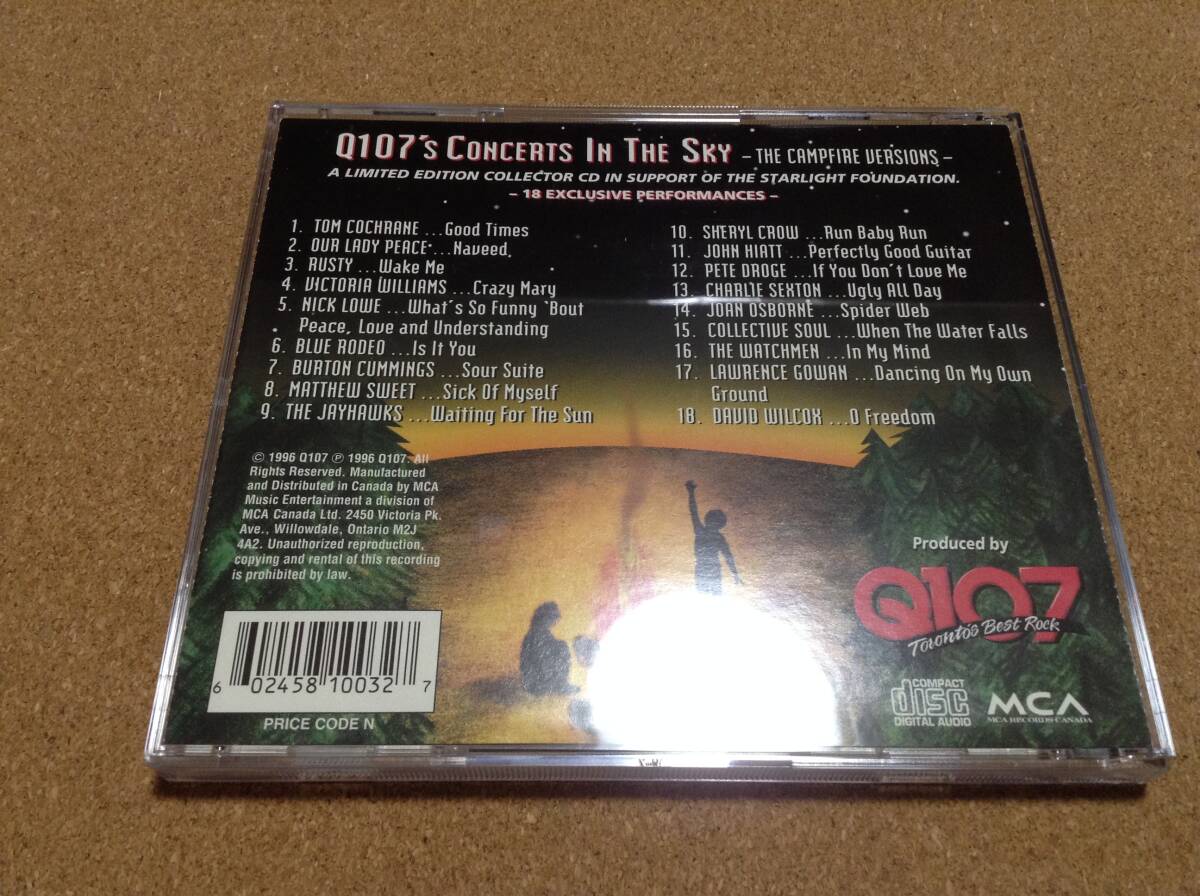 Q107's CONCERTS IN THE SKY – THE CAMPFIRE VERSIONS –
A LIMITED EDITION COLLECTOR CD IN SUPPORT OF THE STARLIGHT FOUNDATION.
– 18 EXCLUSIVE PERFORMANCES –
1. TOM COCHRANE ...Good Times
2. OUR LADY PEACE ...Naveed
3. RUSTY ...Wake Me
4. VICTORIA WILLIAMS ...Crazy Mary
5. NICK LOWE ...What's So Funny 'Bout
Peace, Love and Understanding
6. BLUE RODEO ...Is It You
7. BURTON CUMMINGS ...Sour Suite
8. MATTHEW SWEET ...Sick Of Myself
9. THE JAYHAWKS ...Waiting For The Sun
10. SHERYL CROW ...Run Baby Run
11. JOHN HIATT ...Perfectly Good Guitar
12. PETE DROGE ...If You Don't Love Me
13. CHARLIE SEXTON ...Ugly All Day
14. JOAN OSBORNE ...Spider Web
15. COLLECTIVE SOUL ...When The Water Falls
16. THE WATCHMEN ...In My Mind
17. LAWRENCE GOWAN ...Dancing On My Own
Ground
18. DAVID WILCOX ...O Freedom
© 1996 Q107 ℗ 1996 Q107. All
Rights Reserved. Manufactured
and Distributed in Canada by MCA
Music Entertainment a division of
MCA Canada Ltd. 2450 Victoria Pk.
Ave., Willowdale, Ontario M2J
4A2. Unauthorized reproduction,
copying and rental of this recording
is prohibited by law.
6 02458 10032 7
PRICE CODE N
Produced by
Q107
Toronto's Best Rock
COMPACT
disc
DIGITAL AUDIO
MCA
MCA RECORDS CANADA